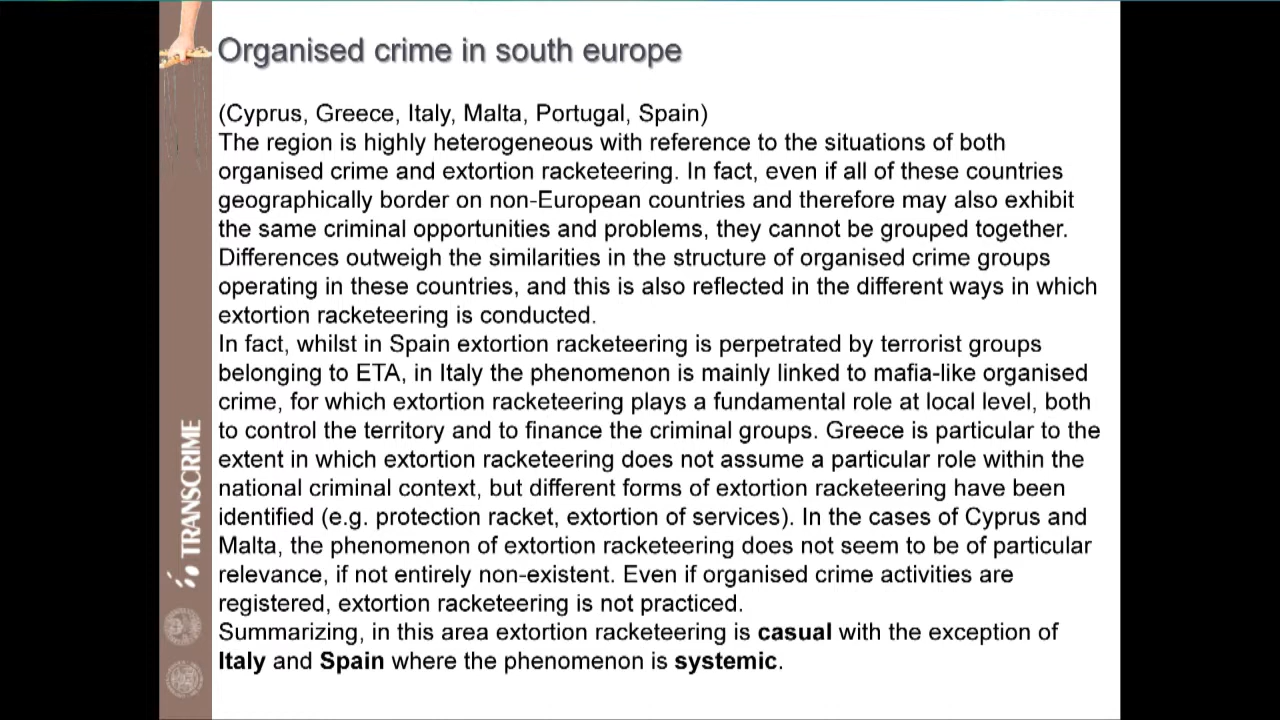 Organised crime in south europe
(Cyprus, Greece, Italy, Malta, Portugal, Spain)
The region is highly heterogeneous with reference to the situations of both
organised crime and extortion racketeering. In fact, even if all of these countries
geographically border on non-European countries and therefore may also exhibit
the same criminal opportunities and problems, they cannot be grouped together.
Differences outweigh the similarities in the structure of organised crime groups
operating in these countries, and this is also reflected in the different ways in which
extortion racketeering is conducted.
In fact, whilst in Spain extortion racketeering is perpetrated by terrorist groups
belonging to ETA, in Italy the phenomenon is mainly linked to mafia-like organised
crime, for which extortion racketeering plays a fundamental role at local level, both
to control the territory and to finance the criminal groups. Greece is particular to the
extent in which extortion racketeering does not assume a particular role within the
national criminal context, but different forms of extortion racketeering have been
identified (e.g. protection racket, extortion of services). In the cases of Cyprus and
Malta, the phenomenon of extortion racketeering does not seem to be of particular
relevance, if not entirely non-existent. Even if organised crime activities are
registered, extortion racketeering is not practiced.
Summarizing, in this area extortion racketeering is casual with the exception of
Italy and Spain where the phenomenon is systemic.
TRANSCRIME